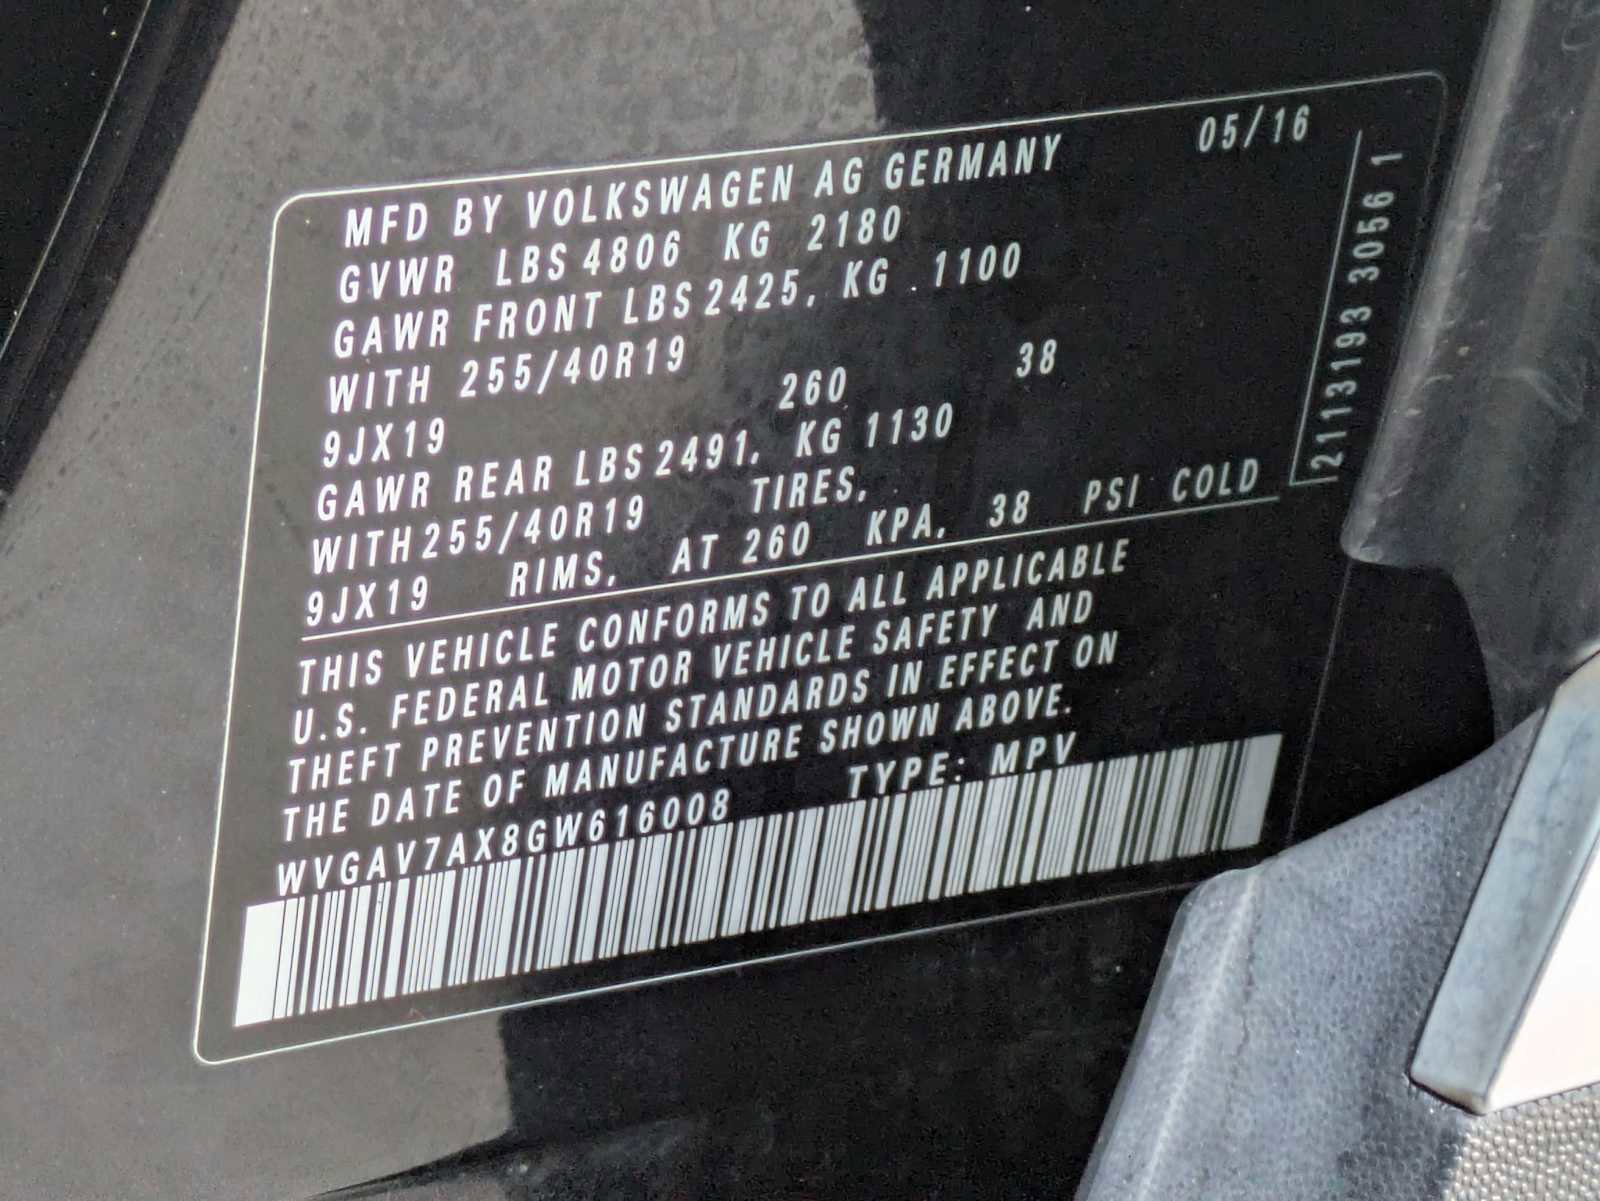 MFD BY VOLKSWAGEN AG GERMANY 05/16
GVWR LBS 4806 KG 2180
GAWR FRONT LBS 2425, KG 1100
WITH 255/40R19
9JX19 260 38
GAWR REAR LBS 2491, KG 1130
WITH 255/40R19 TIRES,
9JX19 RIMS, AT 260 KPA, 38 PSI COLD
THIS VEHICLE CONFORMS TO ALL APPLICABLE
U.S. FEDERAL MOTOR VEHICLE SAFETY AND
THEFT PREVENTION STANDARDS IN EFFECT ON
THE DATE OF MANUFACTURE SHOWN ABOVE.
WVGAV7AX8GW616008 TYPE: MPV
2113193 3056 1